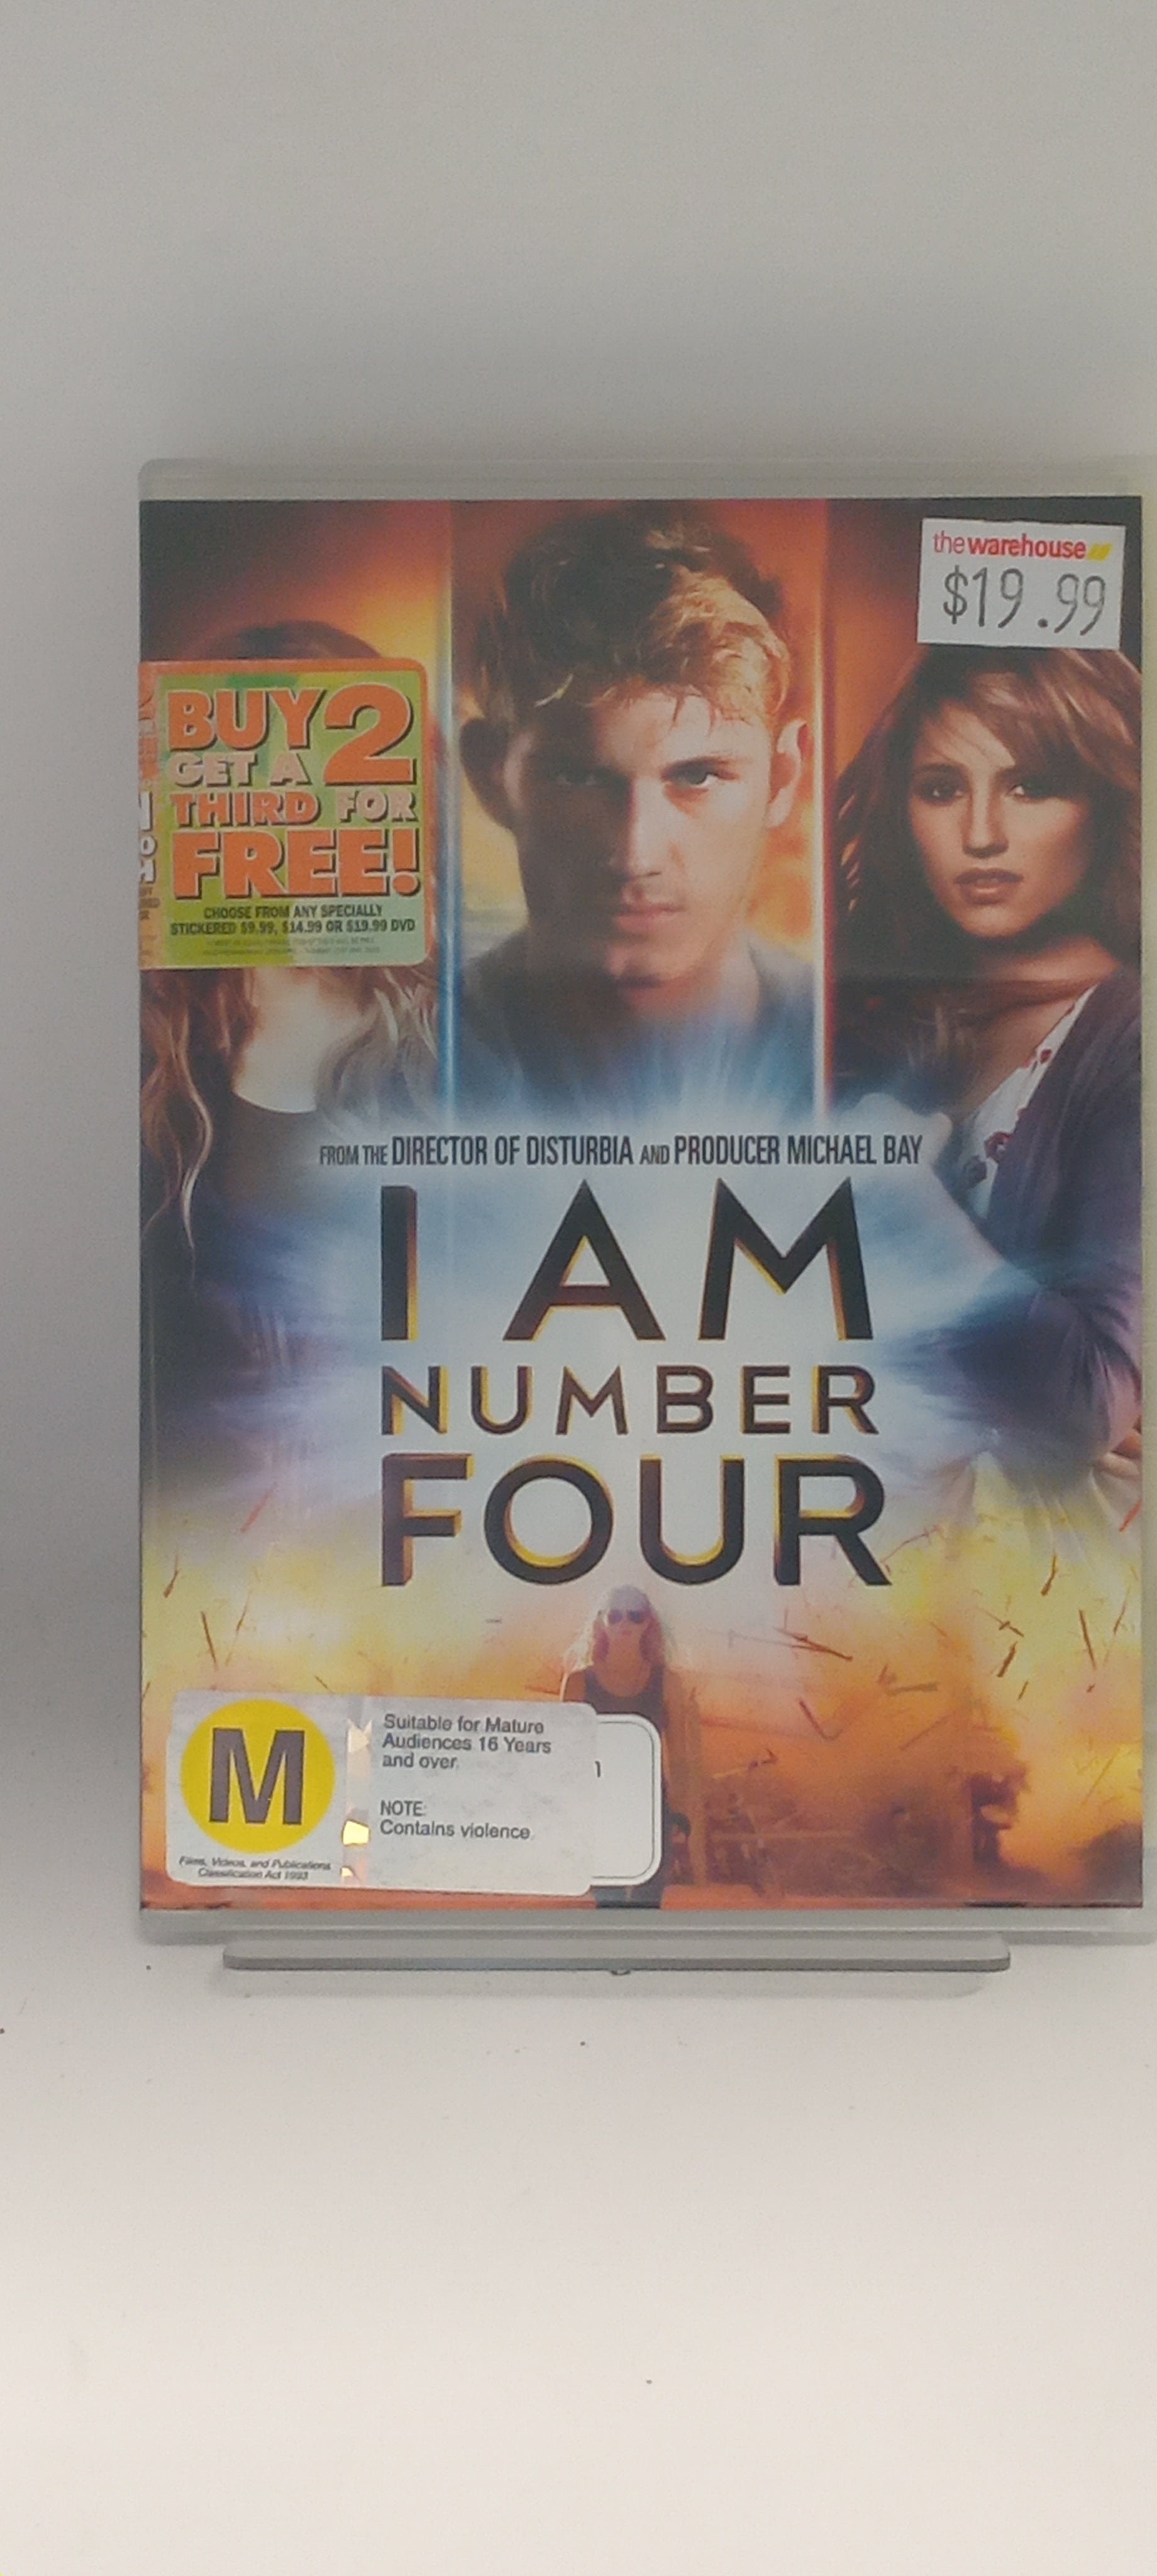 thewarehouse
$19.99
BUY 2
GET A
THIRD FOR
FREE!
CHOOSE FROM ANY SPECIALLY
STICKERED $9.99, $14.99 OR $19.99 DVD
FROM THE DIRECTOR OF DISTURBIA AND PRODUCER MICHAEL BAY
I AM
NUMBER
FOUR
M
Films, Videos, and Publications
Classification Act 1993
Suitable for Mature
Audiences 16 Years
and over.
NOTE:
Contains violence.